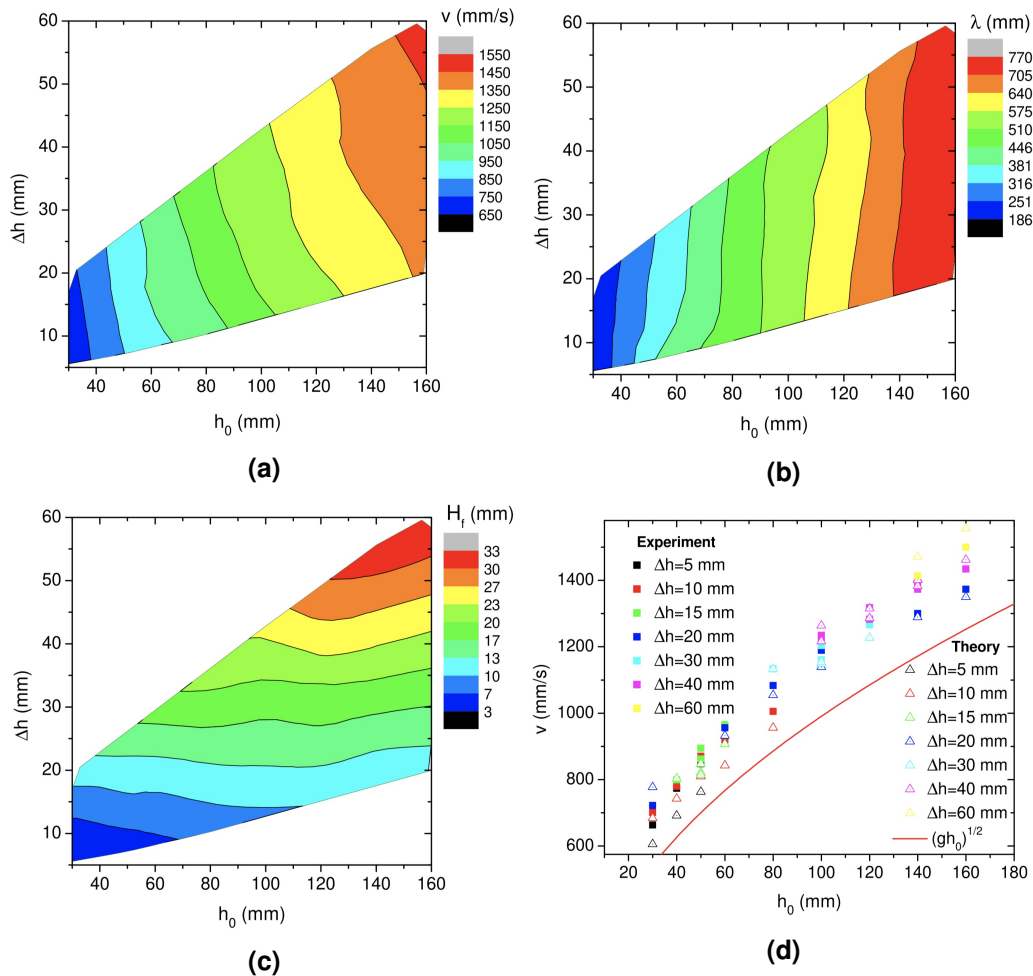 v (mm/s)
60
50
40
30
20
10
Δh (mm)
40 60 80 100 120 140 160
h₀ (mm)
1550
1450
1350
1250
1150
1050
950
850
750
650
(a)
λ (mm)
60
50
40
30
20
10
Δh (mm)
40 60 80 100 120 140 160
h₀ (mm)
770
705
640
575
510
446
381
316
251
186
(b)
H_f (mm)
60
50
40
30
20
10
Δh (mm)
40 60 80 100 120 140 160
h₀ (mm)
33
30
27
23
20
17
13
10
7
3
(c)
1400
1200
1000
800
600
v (mm/s)
20 40 60 80 100 120 140 160 180
h₀ (mm)
Experiment
Δh=5 mm
Δh=10 mm
Δh=15 mm
Δh=20 mm
Δh=30 mm
Δh=40 mm
Δh=60 mm
Theory
Δh=5 mm
Δh=10 mm
Δh=15 mm
Δh=20 mm
Δh=30 mm
Δh=40 mm
Δh=60 mm
(gh₀)^1/2
(d)